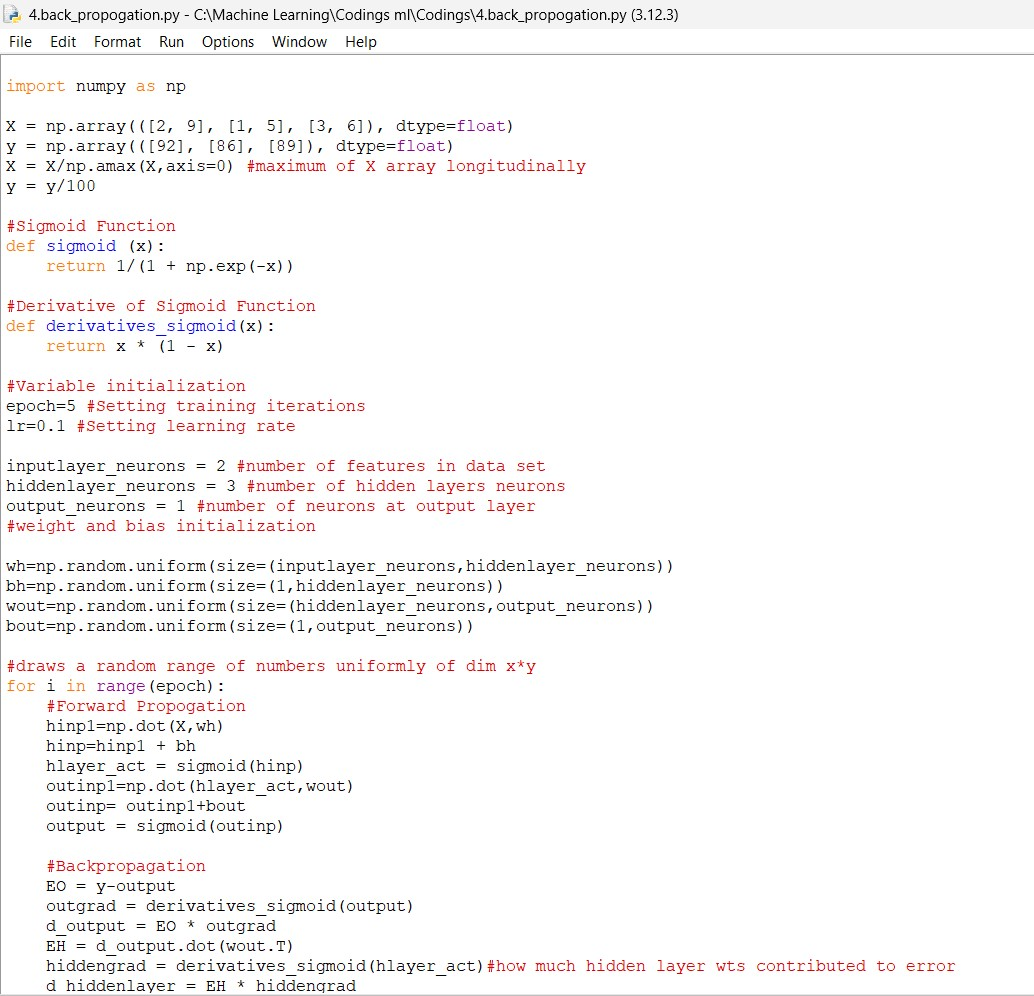 4.back_propogation.py - C:\Machine Learning\Codings ml\Codings\4.back_propogation.py (3.12.3)
File Edit Format Run Options Window Help
import numpy as np
X = np.array(([2, 9], [1, 5], [3, 6]), dtype=float)
y = np.array(([92], [86], [89]), dtype=float)
X = X/np.amax(X,axis=0) #maximum of X array longitudinally
y = y/100
#Sigmoid Function
def sigmoid (x):
    return 1/(1 + np.exp(-x))
#Derivative of Sigmoid Function
def derivatives_sigmoid(x):
    return x * (1 - x)
#Variable initialization
epoch=5 #Setting training iterations
lr=0.1 #Setting learning rate
inputlayer_neurons = 2 #number of features in data set
hiddenlayer_neurons = 3 #number of hidden layers neurons
output_neurons = 1 #number of neurons at output layer
#weight and bias initialization
wh=np.random.uniform(size=(inputlayer_neurons,hiddenlayer_neurons))
bh=np.random.uniform(size=(1,hiddenlayer_neurons))
wout=np.random.uniform(size=(hiddenlayer_neurons,output_neurons))
bout=np.random.uniform(size=(1,output_neurons))
#draws a random range of numbers uniformly of dim x*y
for i in range(epoch):
    #Forward Propogation
    hinp1=np.dot(X,wh)
    hinp=hinp1 + bh
    hlayer_act = sigmoid(hinp)
    outinp1=np.dot(hlayer_act,wout)
    outinp= outinp1+bout
    output = sigmoid(outinp)
    #Backpropagation
    EO = y-output
    outgrad = derivatives_sigmoid(output)
    d_output = EO * outgrad
    EH = d_output.dot(wout.T)
    hiddengrad = derivatives_sigmoid(hlayer_act)#how much hidden layer wts contributed to error
    d_hiddenlayer = EH * hiddengrad